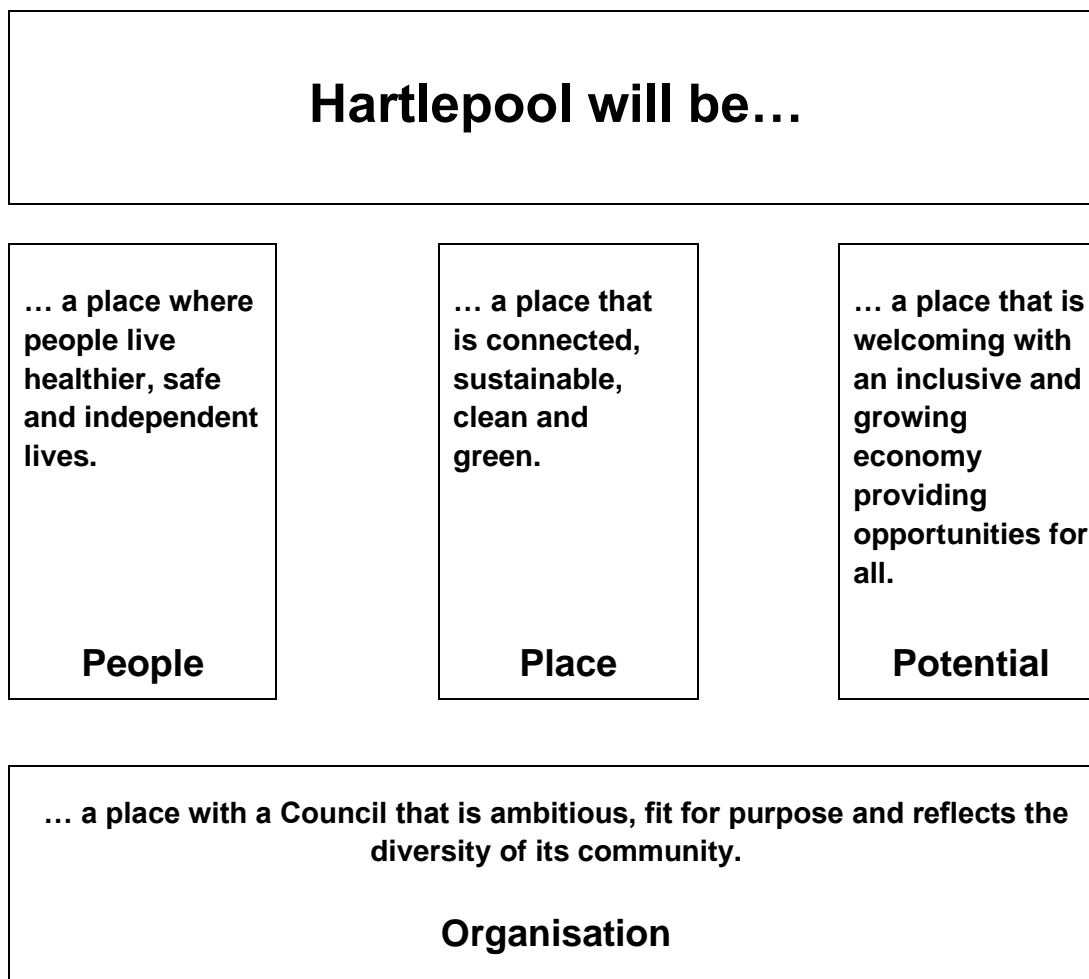 Hartlepool will be…
… a place where
people live
healthier, safe
and independent
lives.
People
… a place that
is connected,
sustainable,
clean and
green.
Place
… a place that is
welcoming with
an inclusive and
growing
economy
providing
opportunities for
all.
Potential
… a place with a Council that is ambitious, fit for purpose and reflects the
diversity of its community.
Organisation